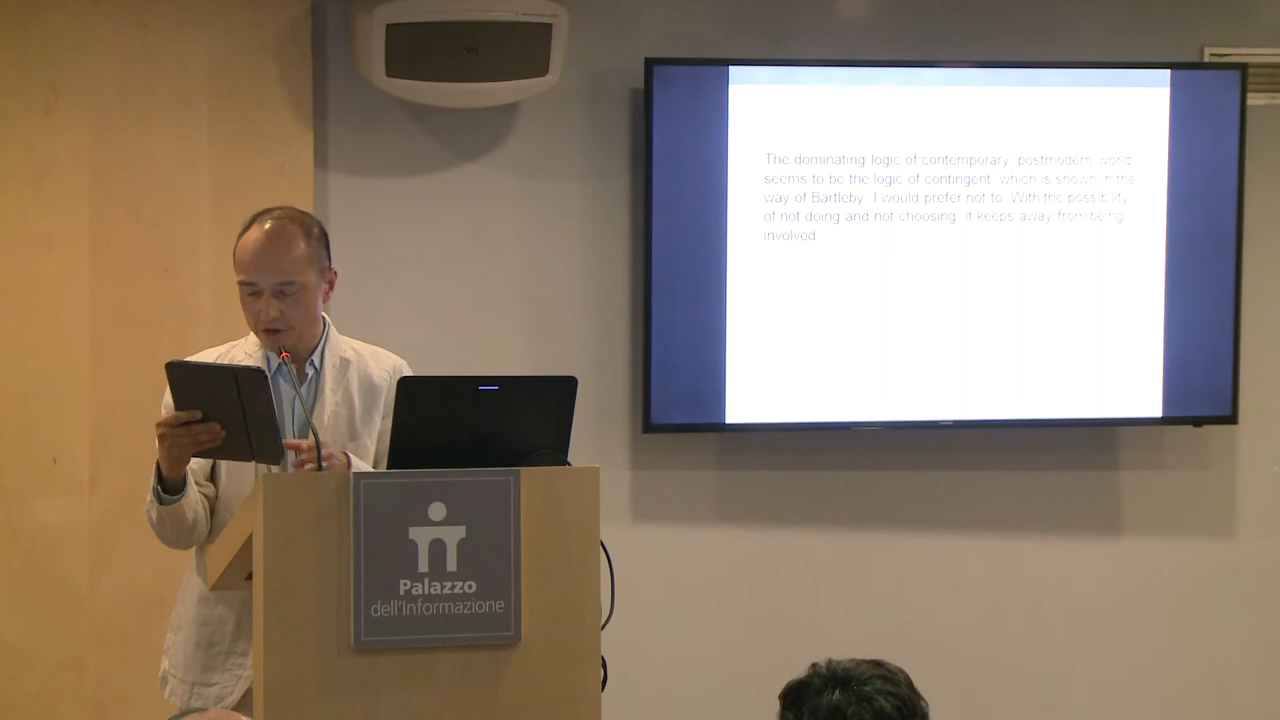 The dominating logic of contemporary postmodern world
seems to be the logic of contingent which is shown in the
way of Bartleby I would prefer not to With the possibility
of not doing and not choosing it keeps away from being
involved
Palazzo
dell'Informazione